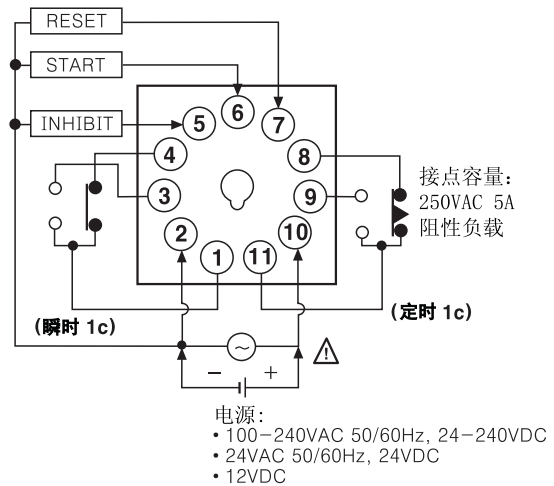 RESET
START
INHIBIT
6
5
7
4
8
3
9
2
10
1
11
接点容量:
250VAC 5A
阻性负载
(瞬时 1c)
(定时 1c)
~
!
− +
电源:
• 100−240VAC 50/60Hz, 24−240VDC
• 24VAC 50/60Hz, 24VDC
• 12VDC